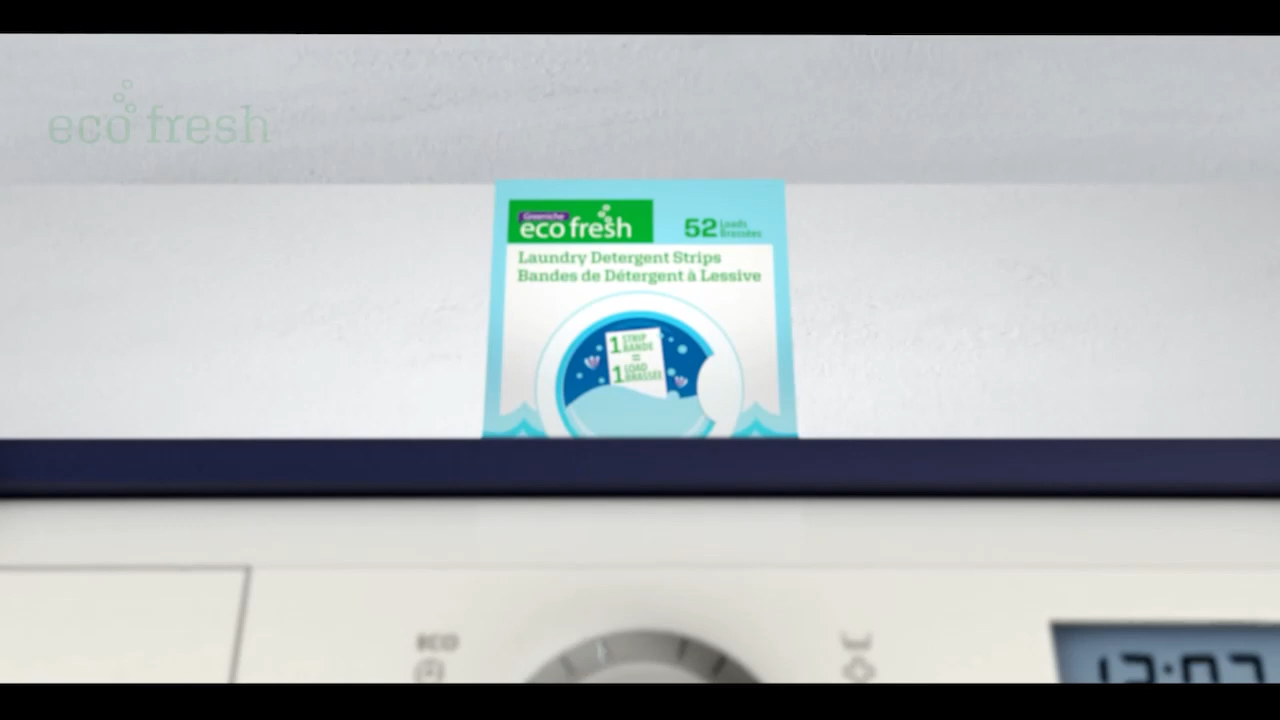 eco fresh
Greeniche
eco fresh
52 Loads Brassées
Laundry Detergent Strips
Bandes de Détergent à Lessive
1 STRIP BANDE
=
1 LOAD BRASSÉE
ECO